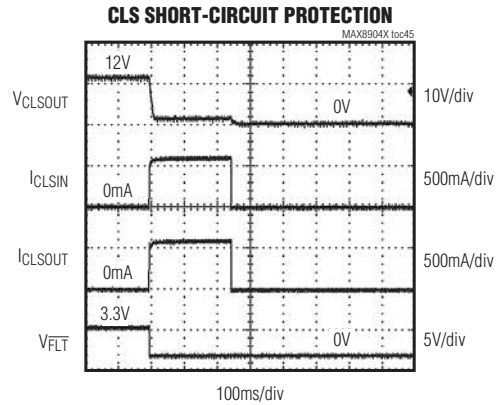 CLS SHORT-CIRCUIT PROTECTION
MAX8904X toc45
12V
VCLSOUT
0V
10V/div
ICLSIN
0mA
500mA/div
ICLSOUT
0mA
500mA/div
3.3V
VFLT
0V
5V/div
100ms/div